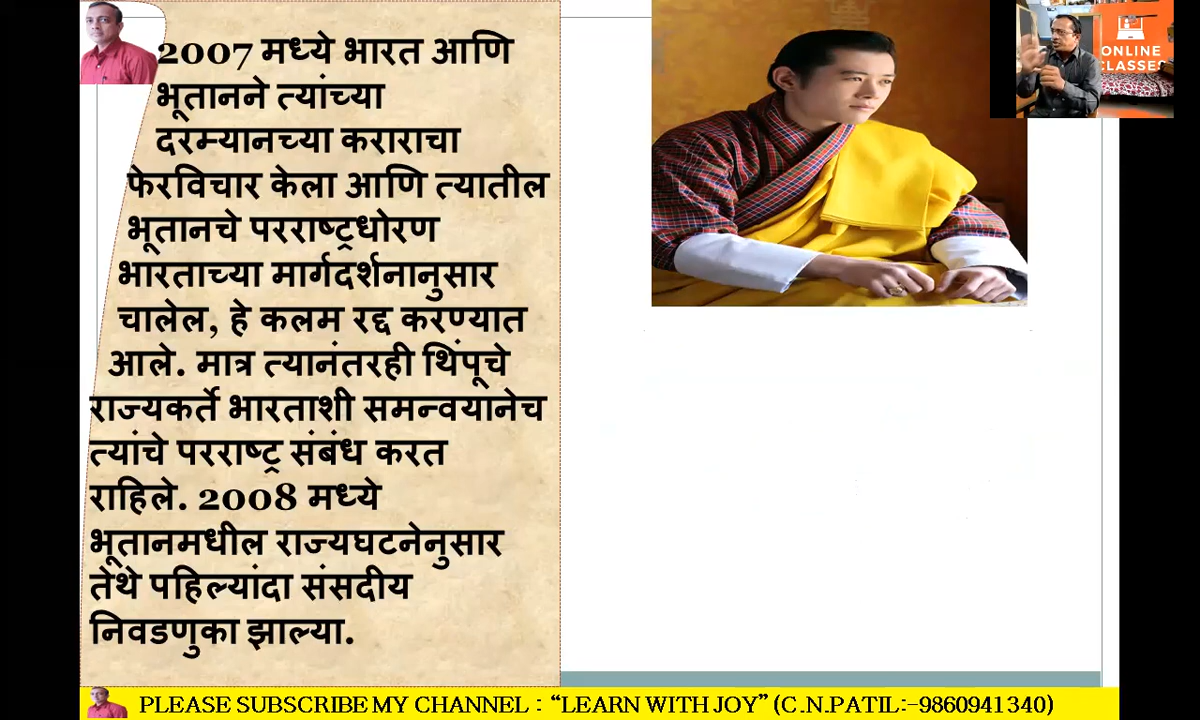 2007 मध्ये भारत आणि
भूतानने त्यांच्या
दरम्यानच्या कराराचा
फेरविचार केला आणि त्यातील
भूतानचे परराष्ट्रधोरण
भारताच्या मार्गदर्शनानुसार
चालेल, हे कलम रद्द करण्यात
आले. मात्र त्यानंतरही थिंपूचे
राज्यकर्ते भारताशी समन्वयानेच
त्यांचे परराष्ट्र संबंध करत
राहिले. 2008 मध्ये
भूतानमधील राज्यघटनेनुसार
तेथे पहिल्यांदा संसदीय
निवडणुका झाल्या.
ONLINE
CLASSES
PLEASE SUBSCRIBE MY CHANNEL : “LEARN WITH JOY” (C.N.PATIL:-9860941340)